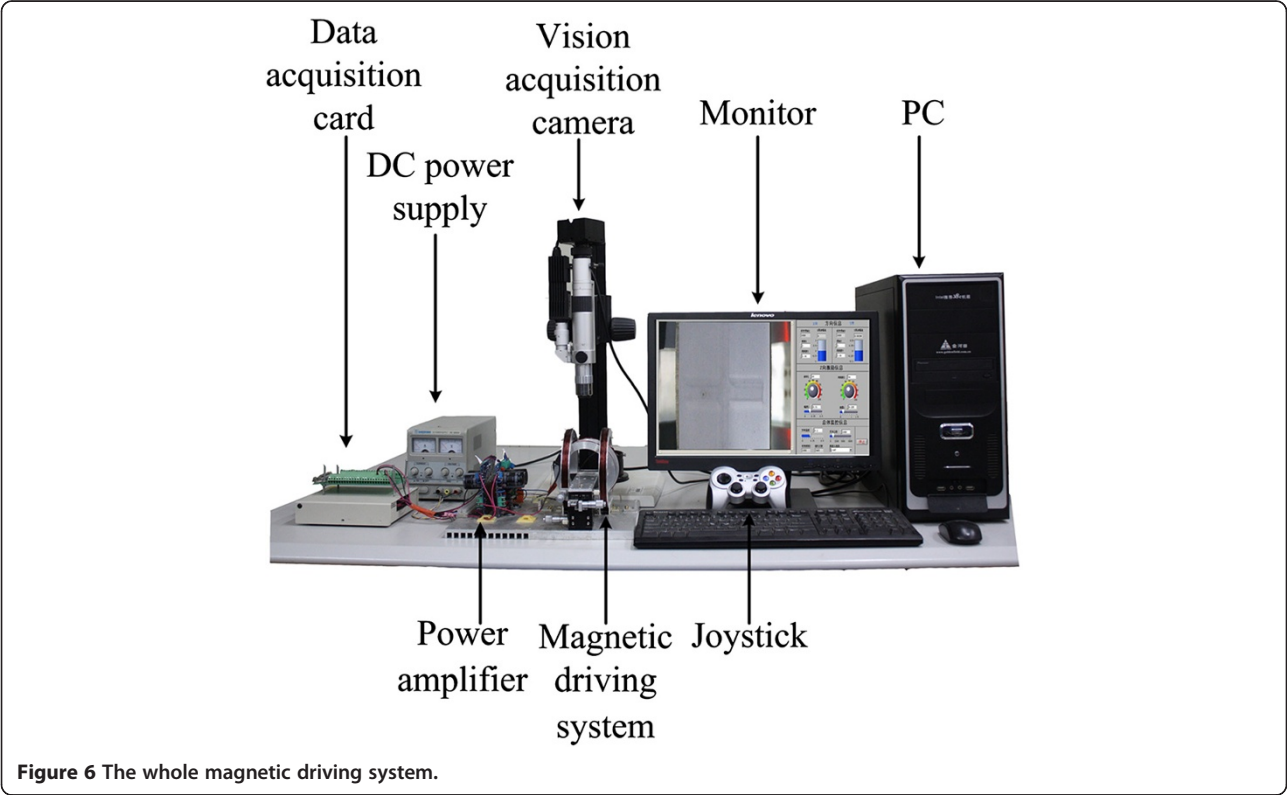 Data
acquisition
card
Vision
acquisition
camera
DC power
supply
Monitor
PC
lenovo
Power
amplifier
Magnetic
driving
system
Joystick
Figure 6 The whole magnetic driving system.